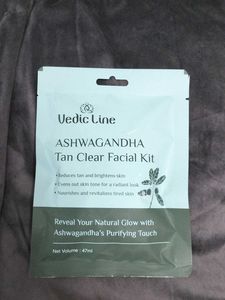 Vedic Line
ASHWAGANDHA
Tan Clear Facial Kit
• Reduces tan and brightens skin
• Evens out skin tone for a radiant look
• Nourishes and revitalises tired skin
Reveal Your Natural Glow with
Ashwagandha's Purifying Touch
Net Volume : 47ml